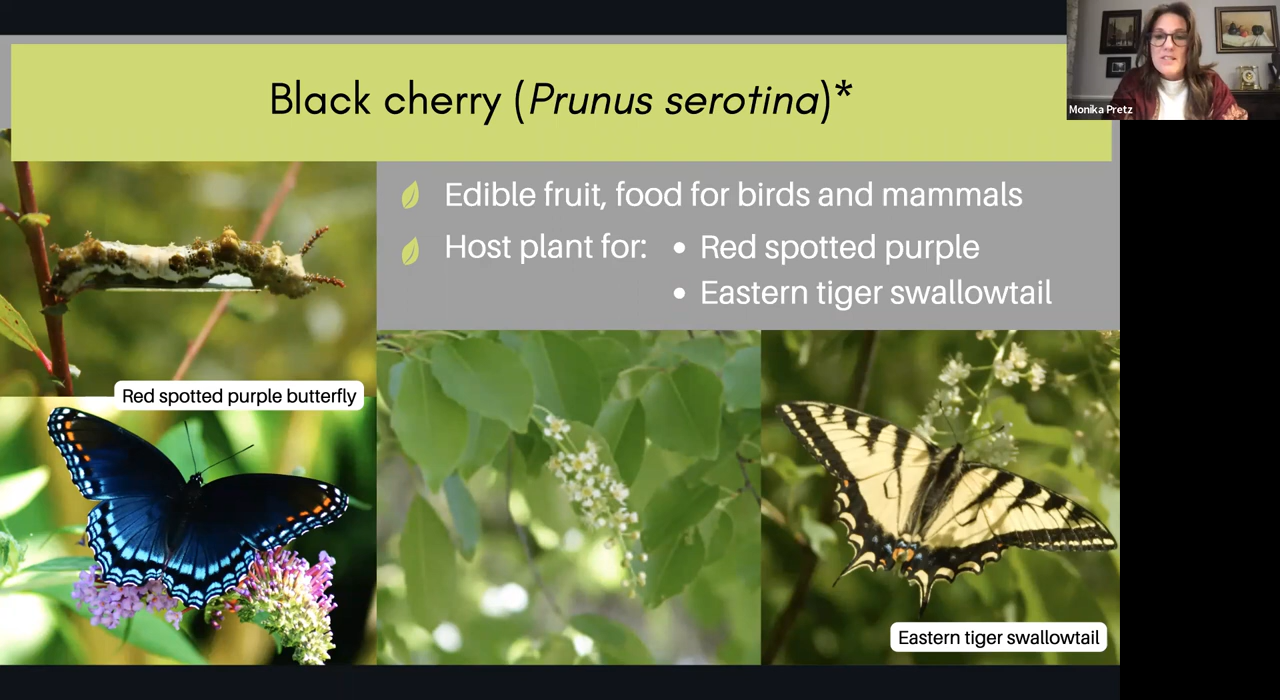 Black cherry (Prunus serotina)*
Monika Pretz
Edible fruit, food for birds and mammals
Host plant for: • Red spotted purple
• Eastern tiger swallowtail
Red spotted purple butterfly
Eastern tiger swallowtail